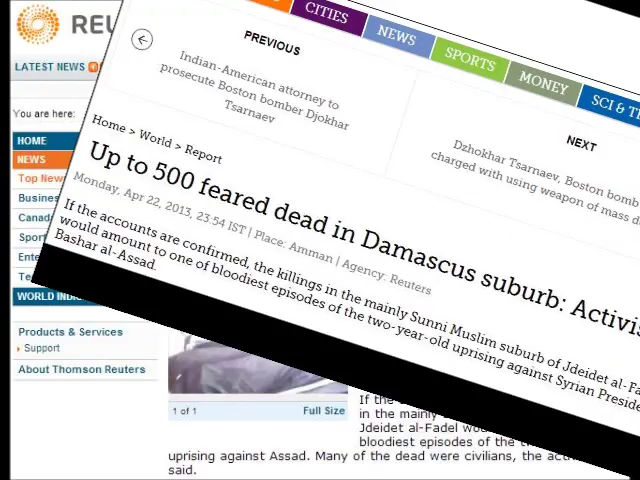 REU
LATEST NEWS
You are here:
HOME
NEWS
Top New
Busines
Canad
Sport
Ente
Te
WORLD INDI
Products & Services
Support
About Thomson Reuters
CITIES
NEWS
SPORTS
MONEY
SCI & T
PREVIOUS
Indian-American attorney to
prosecute Boston bomber Djokhar
Tsarnaev
NEXT
Dzhokhar Tsarnaev, Boston bomb
charged with using weapon of mass d
Home > World > Report
Up to 500 feared dead in Damascus suburb: Activis
Monday, Apr 22, 2013, 23:54 IST | Place: Amman | Agency: Reuters
If the accounts are confirmed, the killings in the mainly Sunni Muslim suburb of Jdeidet al-Fa
would amount to one of bloodiest episodes of the two-year-old uprising against Syrian Preside
Bashar al-Assad.
1 of 1
Full Size
If the
in the mainly
Jdeidet al-Fadel wou
bloodiest episodes of the t
uprising against Assad. Many of the dead were civilians, the acti
said.